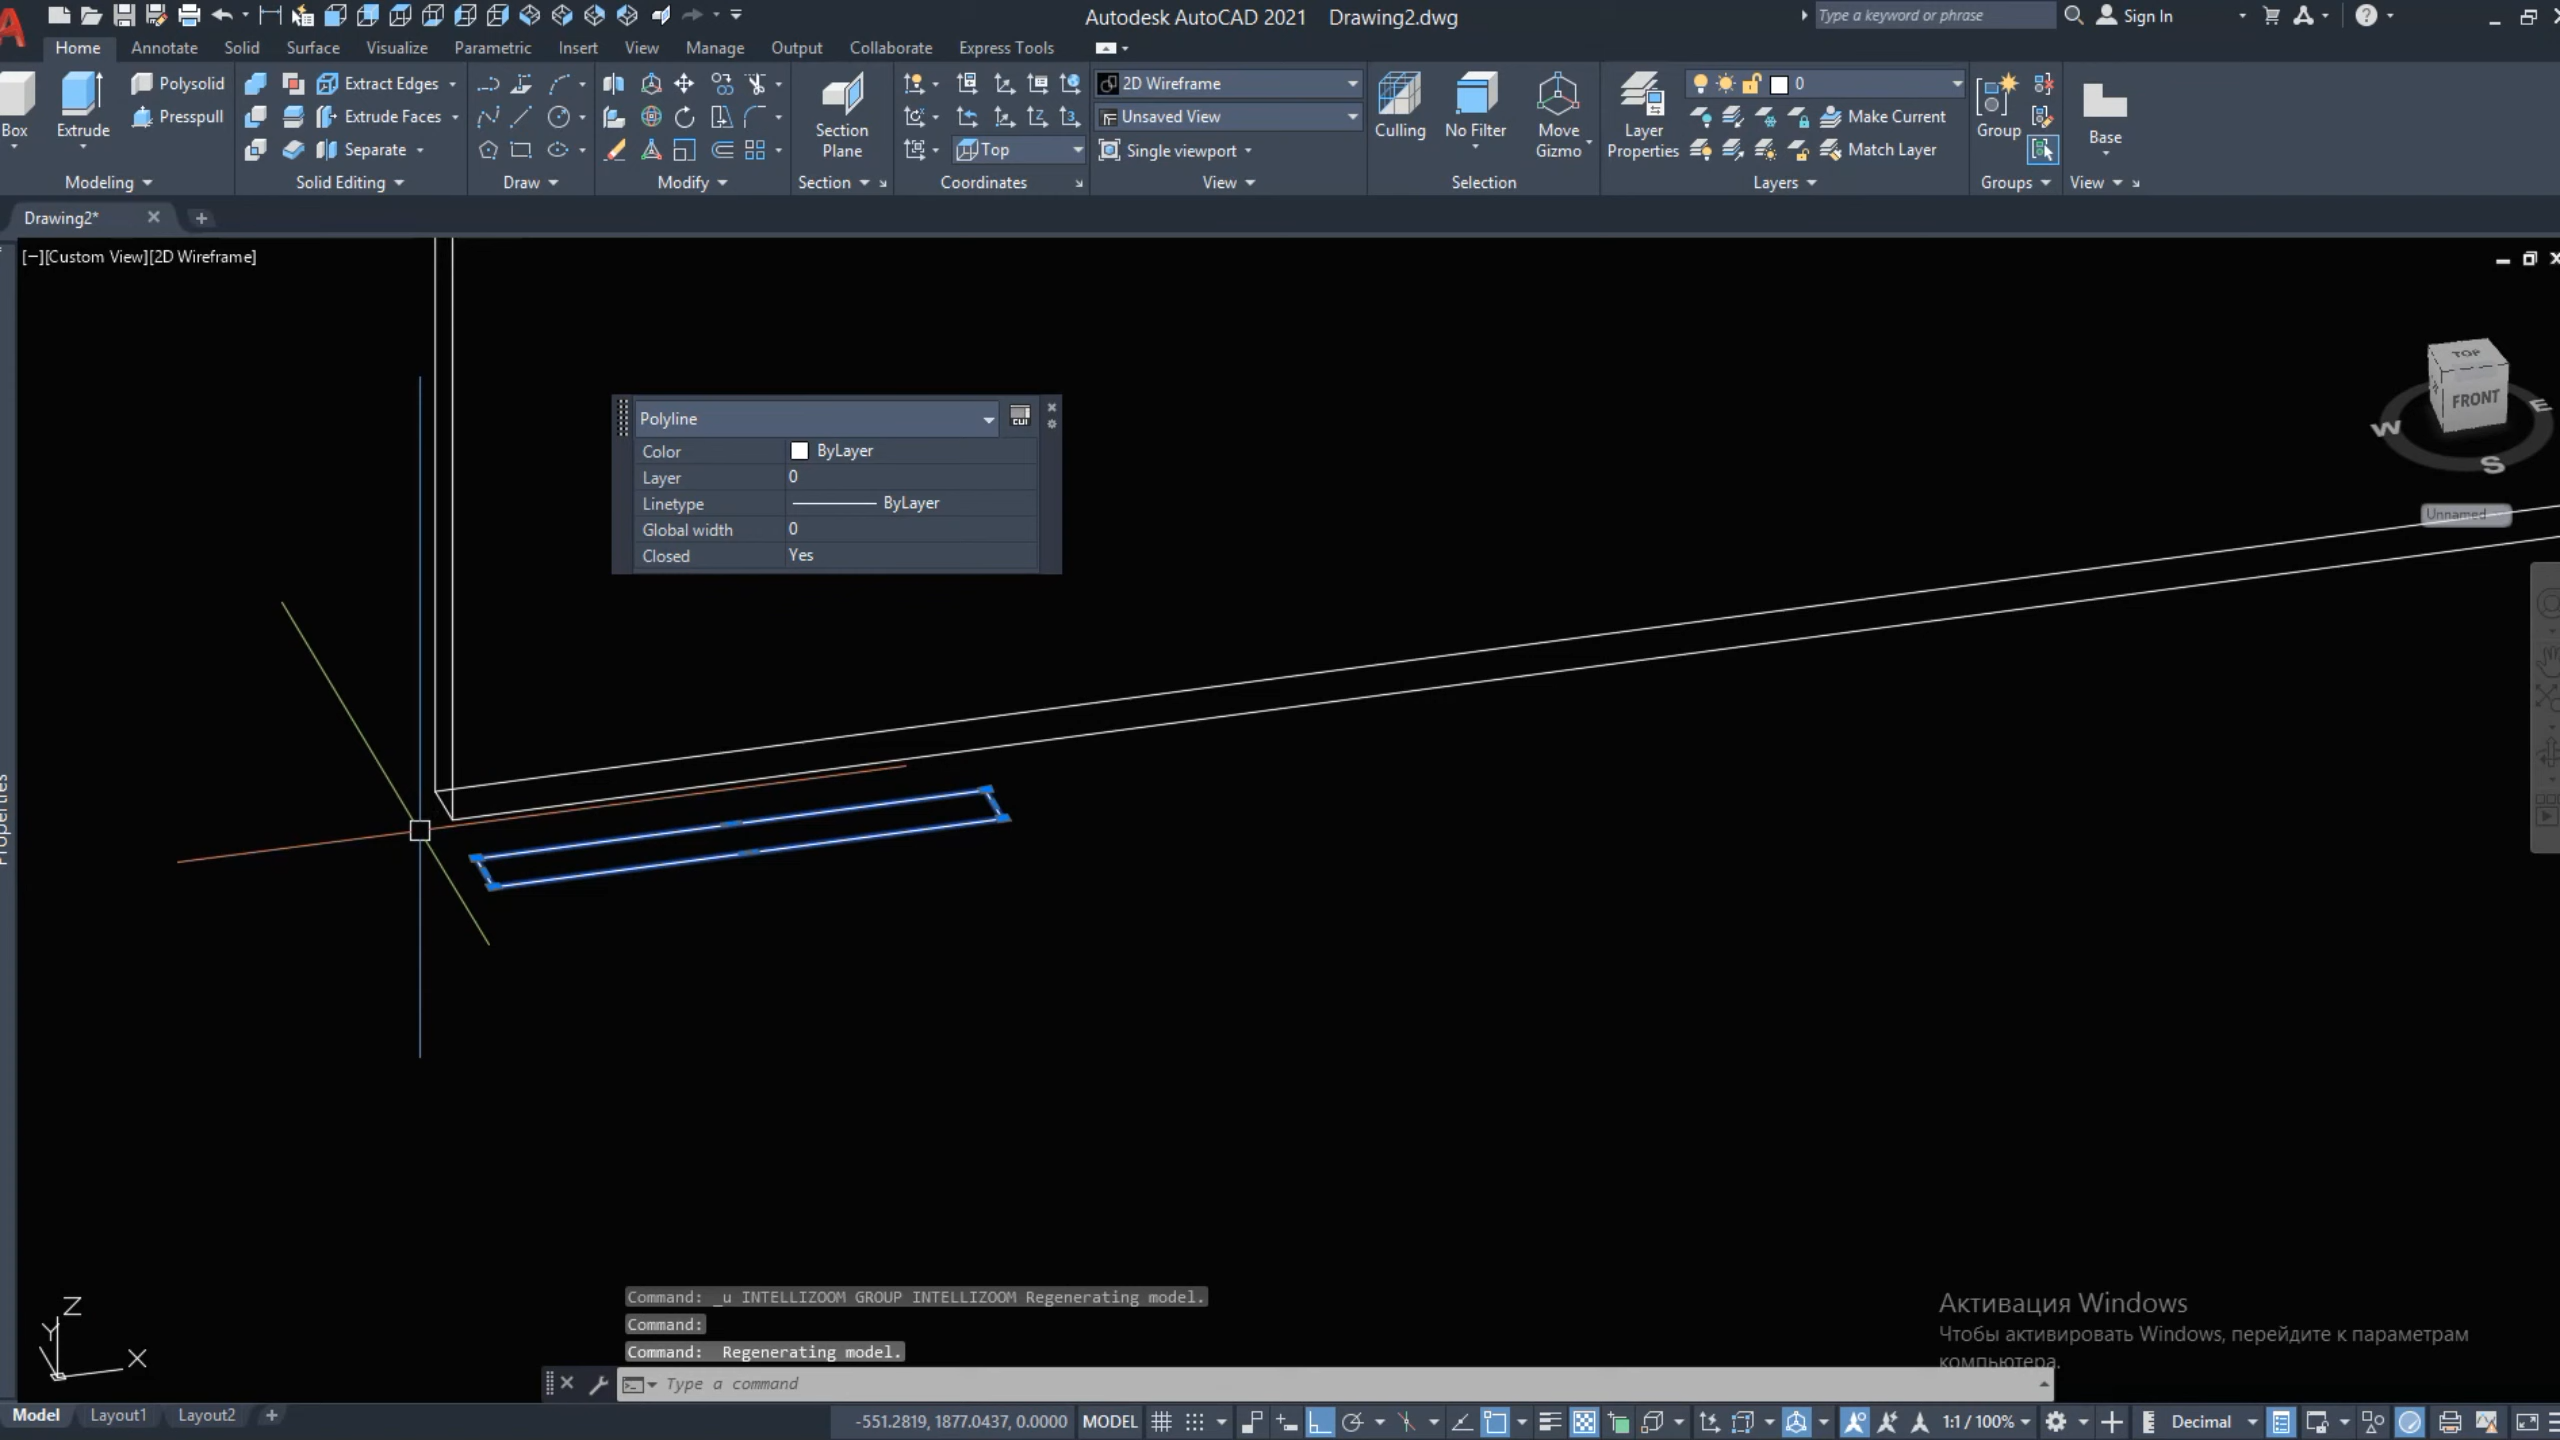 Autodesk AutoCAD 2021 Drawing2.dwg
Type a keyword or phrase
Sign In
Home Annotate Solid Surface Visualize Parametric Insert View Manage Output Collaborate Express Tools
Box
Extrude
Polysolid
Presspull
Modeling
Extract Edges
Extrude Faces
Separate
Solid Editing
Draw
Modify
Section
Plane
Section
Top
Coordinates
2D Wireframe
Unsaved View
Single viewport
View
Culling
No Filter
Move
Gizmo
Selection
Layer
Properties
0
Make Current
Match Layer
Layers
Group
Groups
Base
View
Drawing2*
[−][Custom View][2D Wireframe]
TOP
FRONT
W
S
E
Unnamed
Polyline
CUI
Color ByLayer
Layer 0
Linetype ByLayer
Global width 0
Closed Yes
Properties
Z
Y
X
Command: _u INTELLIZOOM GROUP INTELLIZOOM Regenerating model.
Command:
Command: Regenerating model.
Type a command
Активация Windows
Чтобы активировать Windows, перейдите к параметрам
компьютера.
Model Layout1 Layout2
-551.2819, 1877.0437, 0.0000 MODEL
1:1 / 100%
Decimal